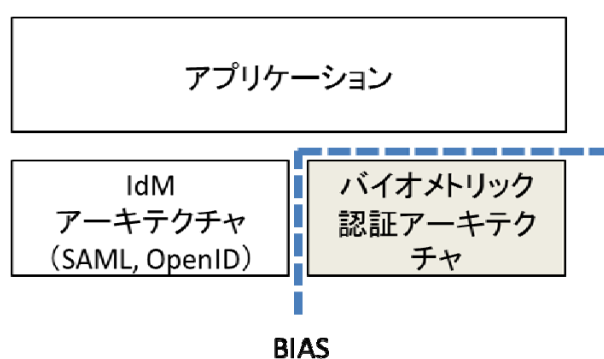 アプリケーション
IdM
アーキテクチャ
（SAML, OpenID）
バイオメトリック
認証アーキテク
チャ
BIAS